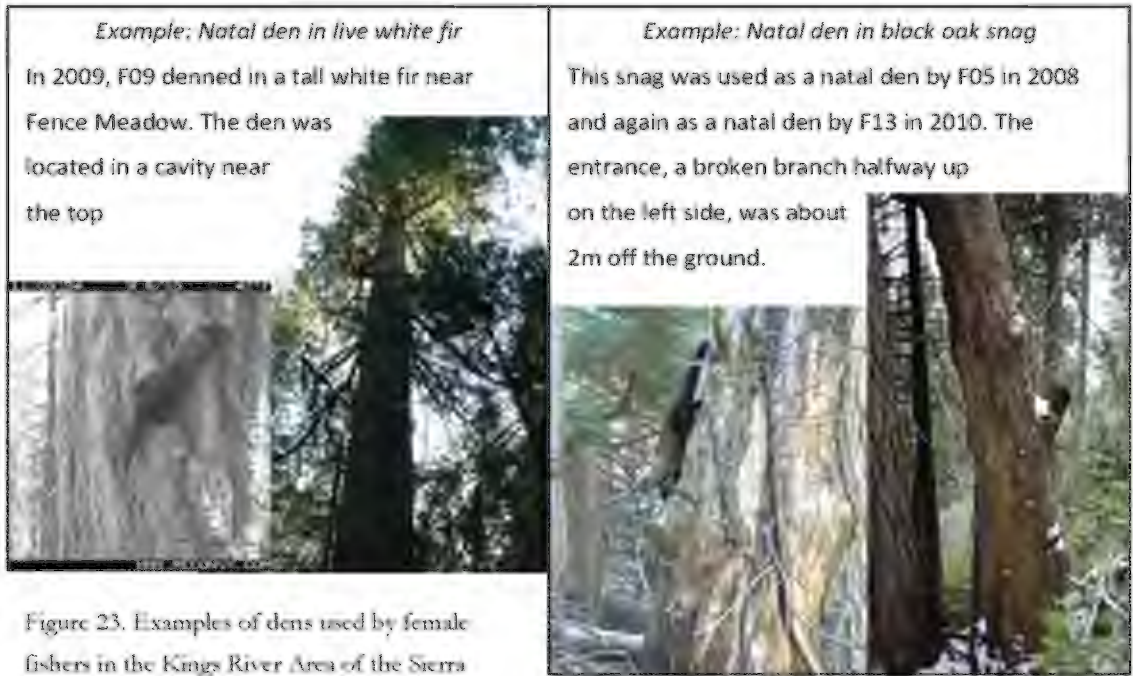 Example: Natal den in live white fir
In 2009, F09 denned in a tall white fir near
Fence Meadow. The den was
located in a cavity near
the top
Example: Natal den in black oak snag
This snag was used as a natal den by F05 in 2008
and again as a natal den by F13 in 2010. The
entrance, a broken branch halfway up
on the left side, was about
2m off the ground.
Figure 23. Examples of dens used by female
fishers in the Kings River Area of the Sierra